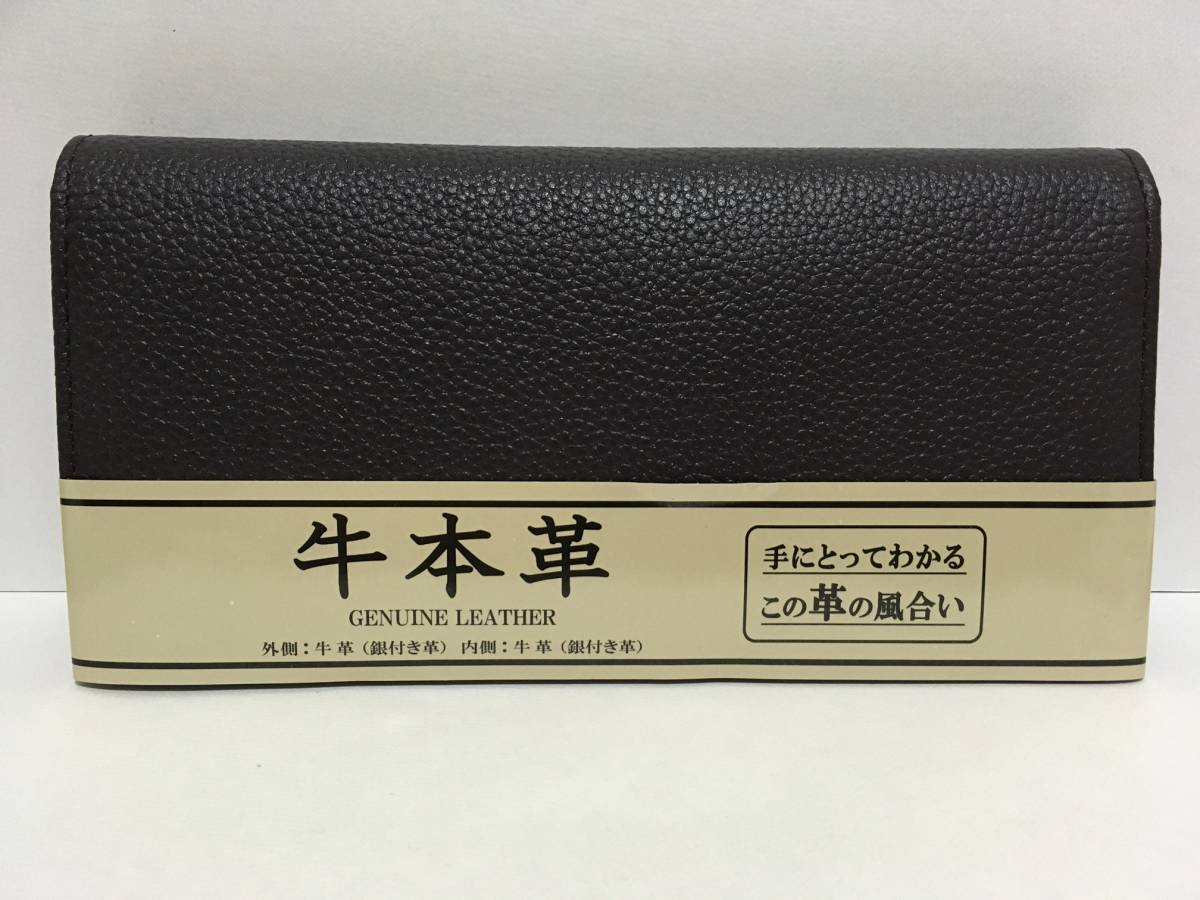 牛本革
GENUINE LEATHER
外側：牛革（銀付き革） 内側：牛革（銀付き革）
手にとってわかる
この革の風合い